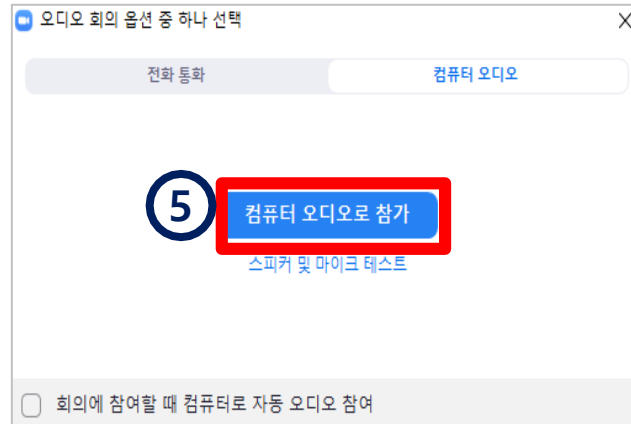 오디오 회의 옵션 중 하나 선택
전화 통화
컴퓨터 오디오
5
컴퓨터 오디오로 참가
스피커 및 마이크 테스트
회의에 참여할 때 컴퓨터로 자동 오디오 참여